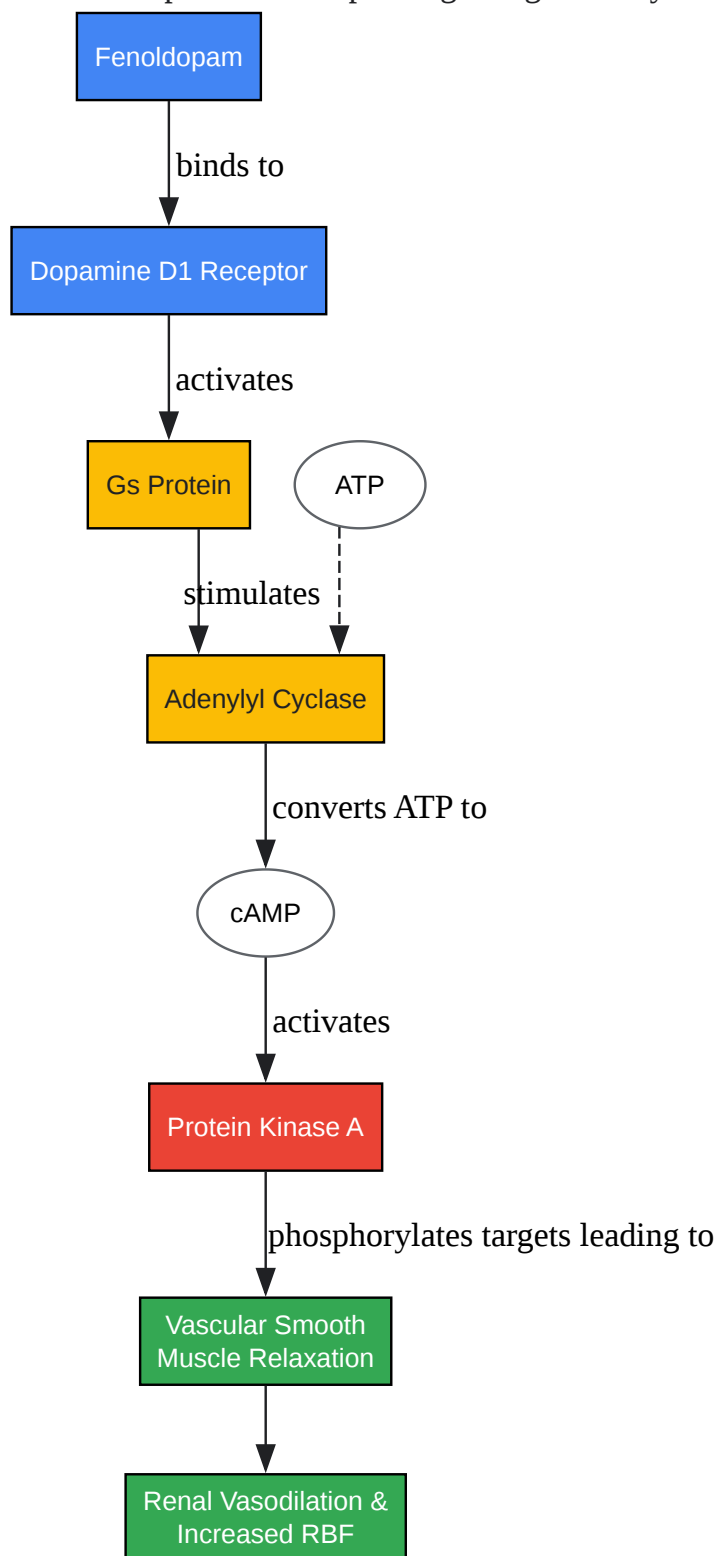 Fenoldopam
binds to
Dopamine D1 Receptor
activates
Gs Protein
ATP
stimulates
Adenylyl Cyclase
converts ATP to
cAMP
activates
Protein Kinase A
phosphorylates targets leading to
Vascular Smooth
Muscle Relaxation
Renal Vasodilation &
Increased RBF